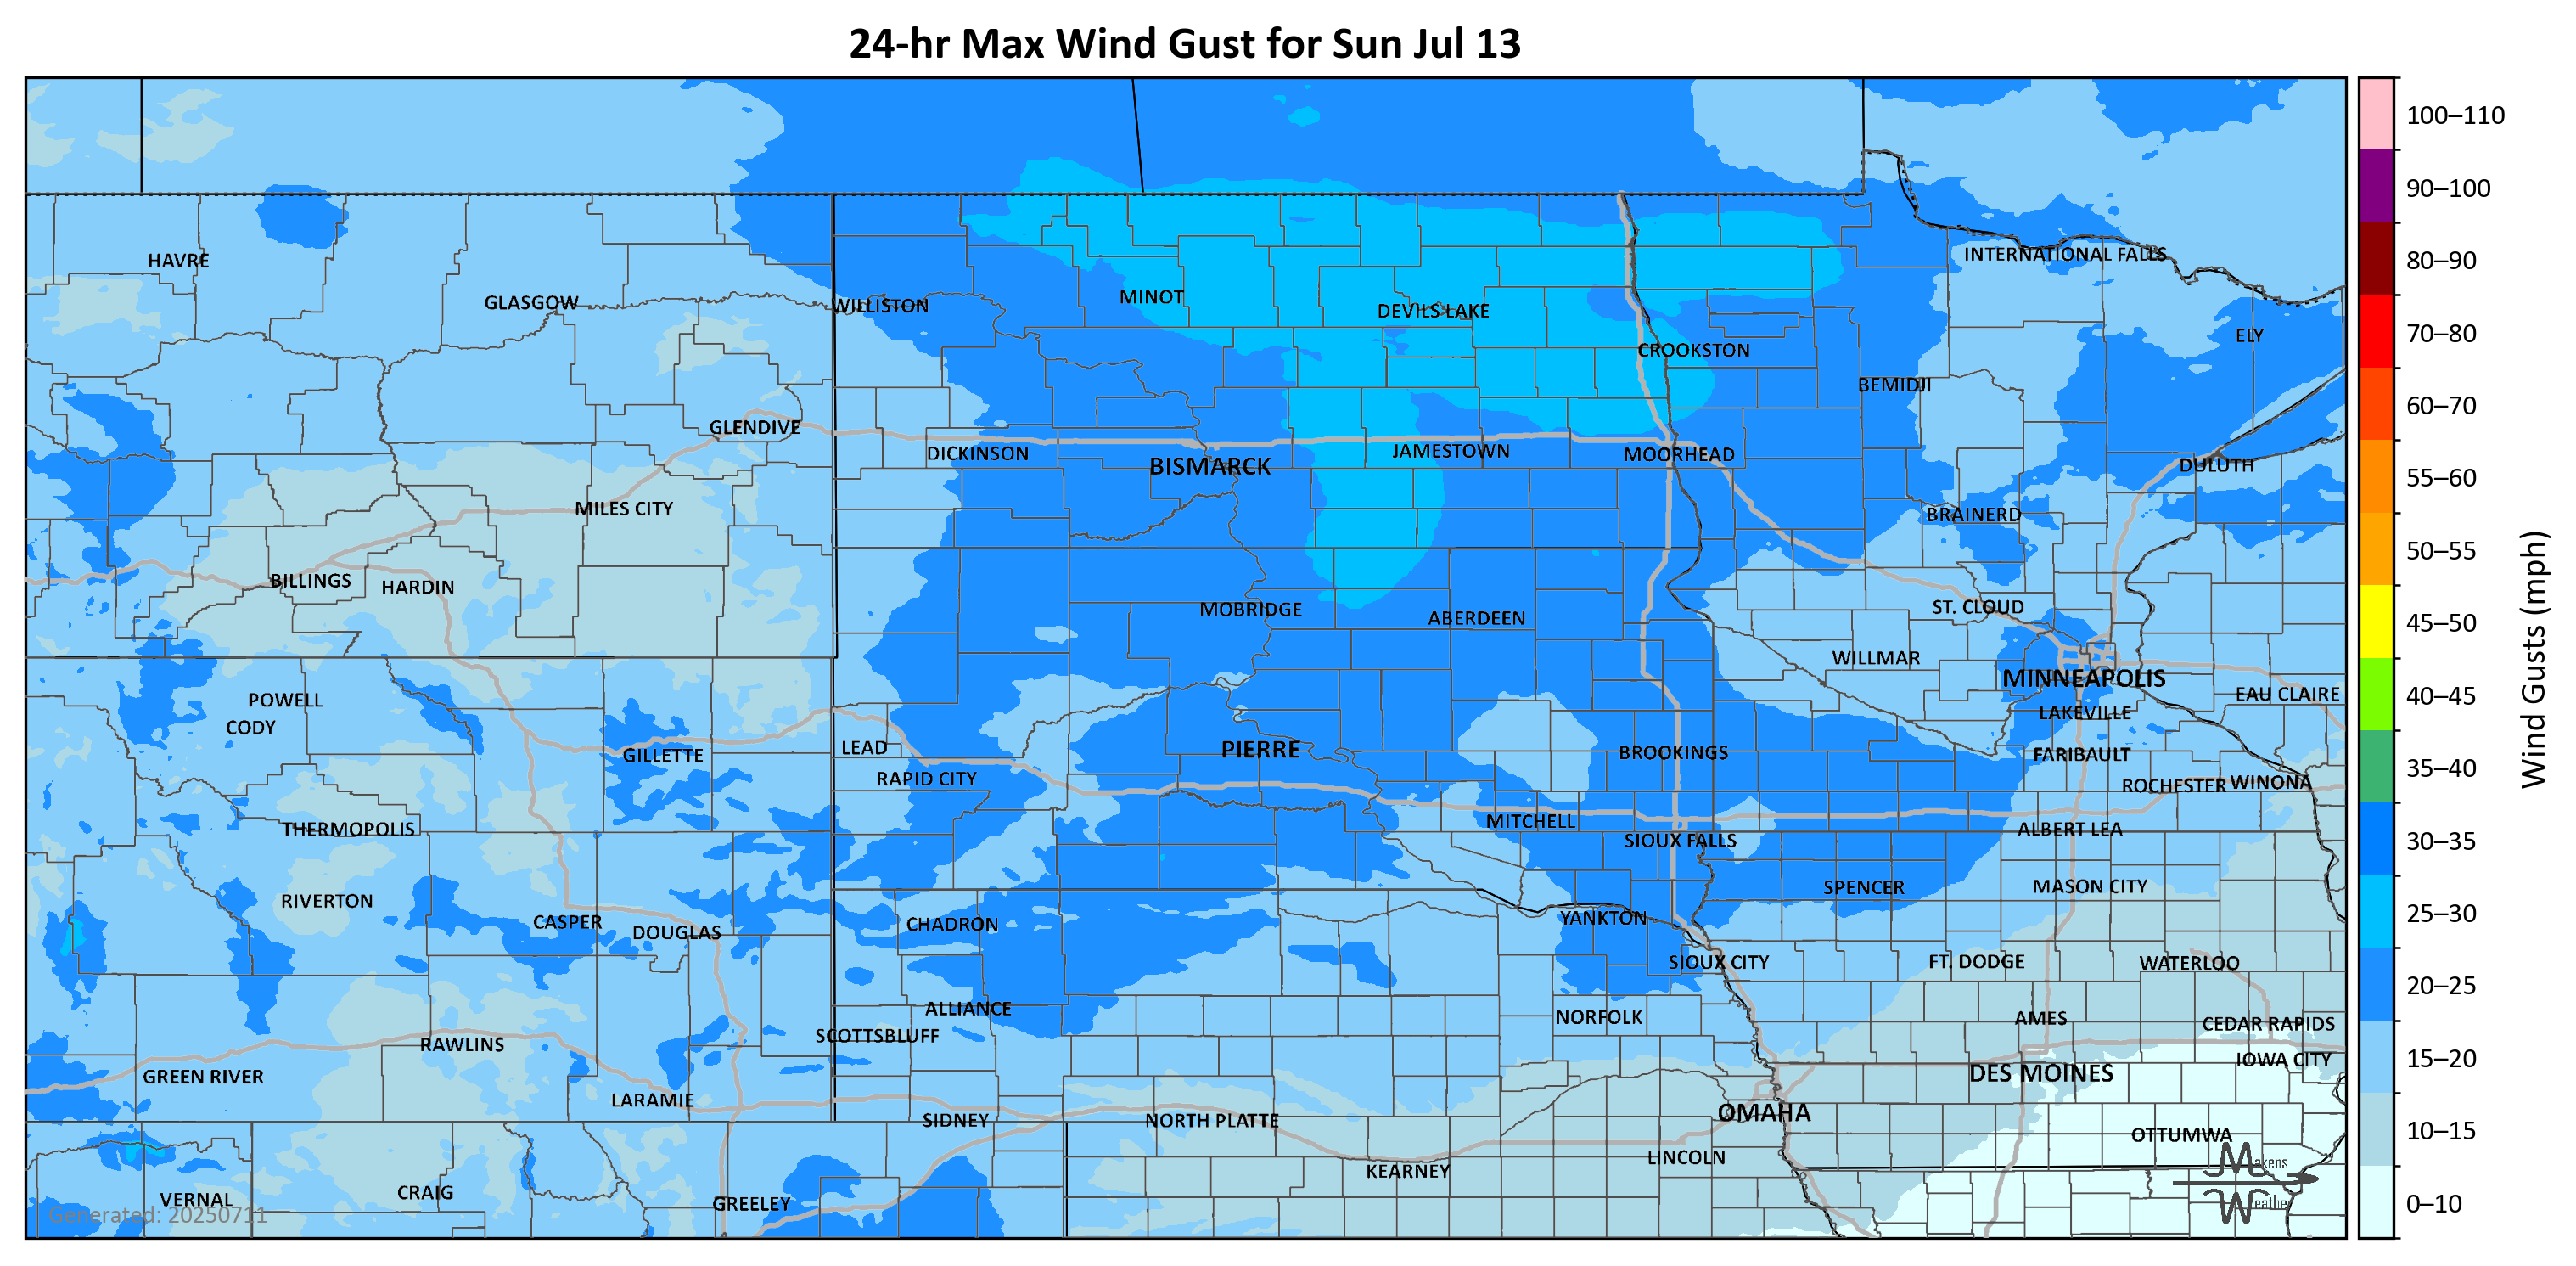 24-hr Max Wind Gust for Sun Jul 13
100–110
90–100
80–90
70–80
60–70
55–60
50–55
45–50
40–45
35–40
30–35
25–30
20–25
15–20
10–15
0–10
Wind Gusts (mph)
HAVRE
INTERNATIONAL FALLS
GLASGOW
WILLISTON
MINOT
DEVILS LAKE
ELY
CROOKSTON
BEMIDJI
GLENDIVE
DICKINSON
BISMARCK
JAMESTOWN
MOORHEAD
DULUTH
MILES CITY
BRAINERD
BILLINGS
HARDIN
MOBRIDGE
ABERDEEN
ST. CLOUD
WILLMAR
MINNEAPOLIS
EAU CLAIRE
POWELL
CODY
LAKEVILLE
GILLETTE
LEAD
PIERRE
BROOKINGS
FARIBAULT
RAPID CITY
ROCHESTER
WINONA
THERMOPOLIS
MITCHELL
SIOUX FALLS
ALBERT LEA
RIVERTON
SPENCER
MASON CITY
CASPER
DOUGLAS
CHADRON
YANKTON
SIOUX CITY
FT. DODGE
WATERLOO
ALLIANCE
NORFOLK
AMES
CEDAR RAPIDS
SCOTTSBLUFF
RAWLINS
IOWA CITY
GREEN RIVER
DES MOINES
LARAMIE
SIDNEY
NORTH PLATTE
OMAHA
OTTUMWA
KEARNEY
LINCOLN
VERNAL
CRAIG
GREELEY
Generated: 20250711
Makens
Weather